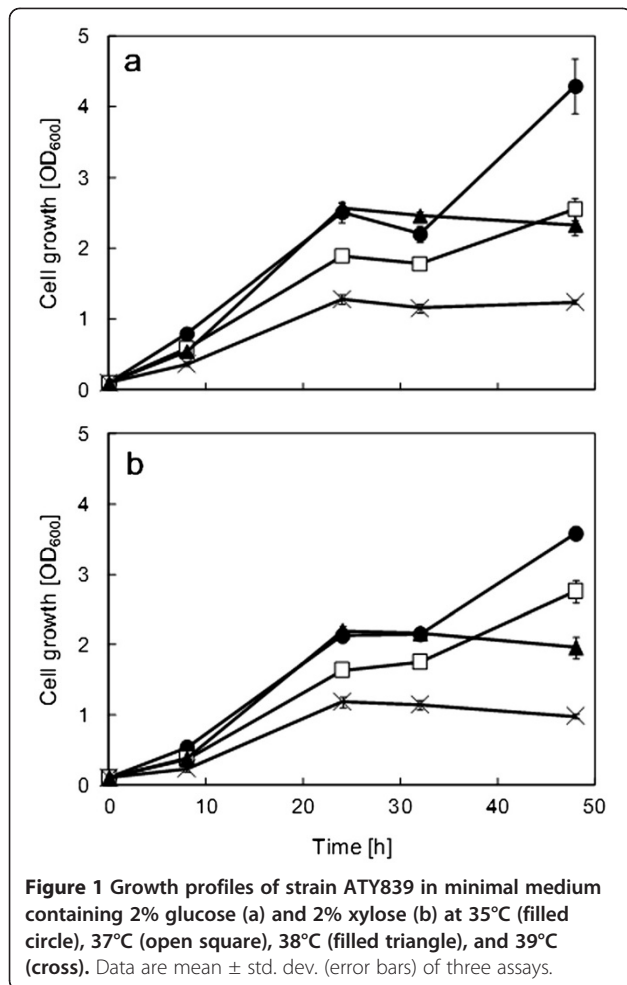 a
5
4
3
2
1
0
Cell growth [OD600]
b
5
4
3
2
1
0
Cell growth [OD600]
0 10 20 30 40 50
Time [h]
Figure 1 Growth profiles of strain ATY839 in minimal medium
containing 2% glucose (a) and 2% xylose (b) at 35°C (filled
circle), 37°C (open square), 38°C (filled triangle), and 39°C
(cross). Data are mean ± std. dev. (error bars) of three assays.